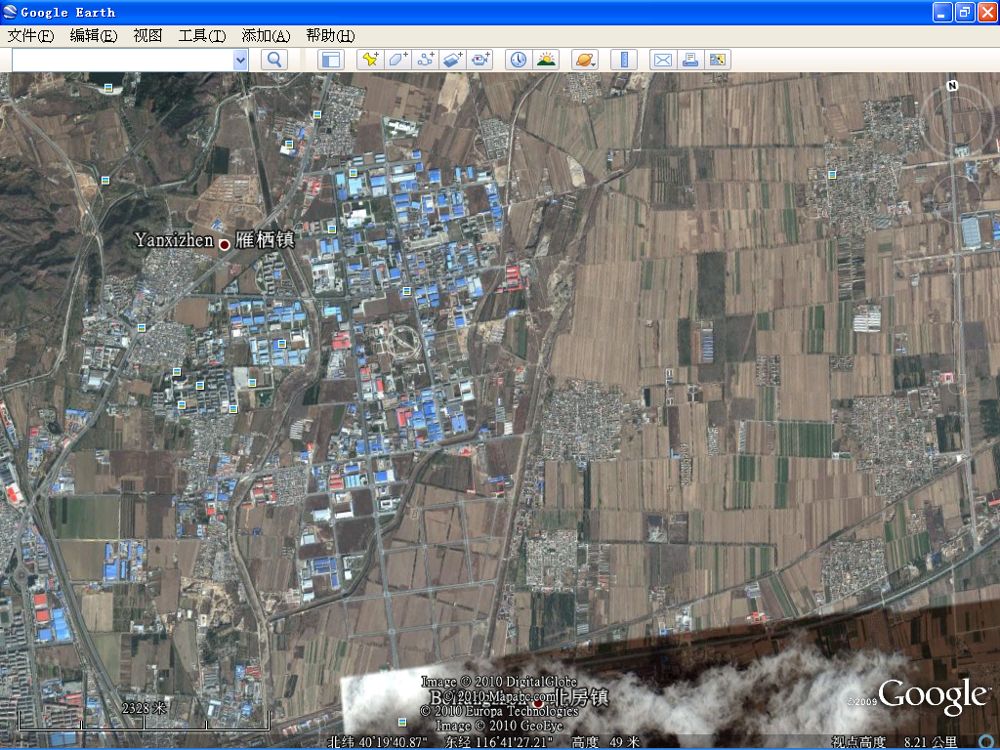 Google Earth
文件(F) 编辑(E) 视图 工具(T) 添加(A) 帮助(H)
N
Yanxizhen 雁栖镇
2328 米
Image © 2010 DigitalGlobe
© 2010 Mapabc.com
北房镇
© 2010 Europa Technologies
Image © 2010 GeoEye
©2009 Google
北纬 40°19'40.87" 东经 116°41'27.21" 高度 49 米 视点高度 8.21 公里